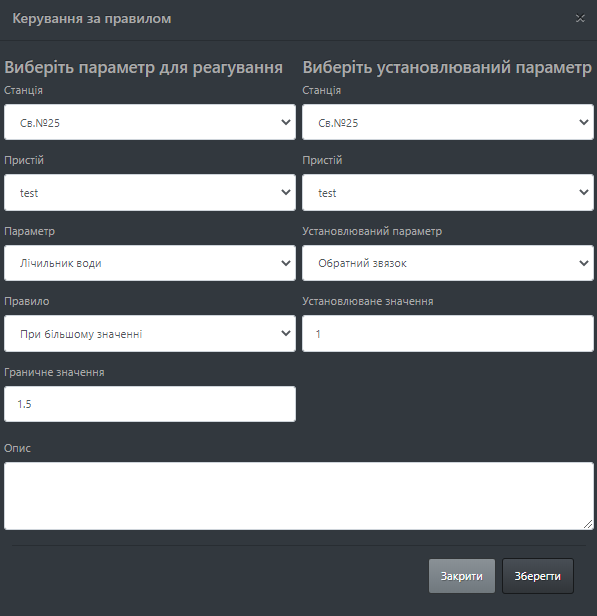 Керування за правилом
Виберіть параметр для реагування
Станція
Св.№25
Пристій
test
Параметр
Лічильник води
Правило
При більшому значенні
Граничне значення
1.5
Виберіть установлюваний параметр
Станція
Св.№25
Пристій
test
Установлюваний параметр
Обратний звязок
Установлюване значення
1
Опис
Закрити
Зберегти